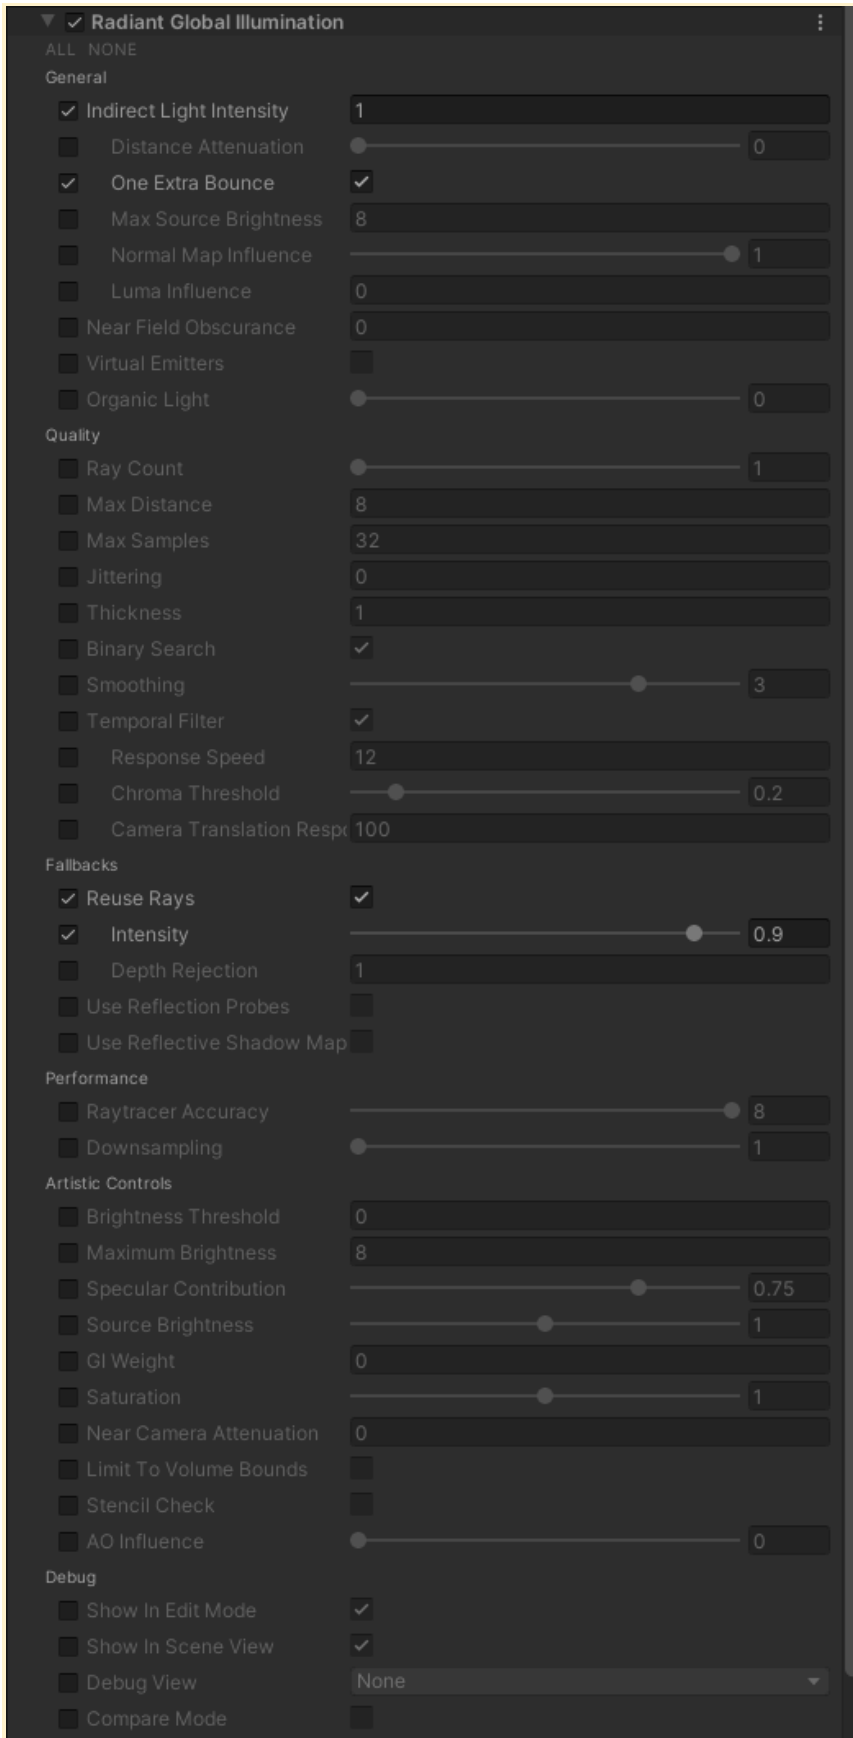 Radiant Global Illumination
ALL NONE
General
Indirect Light Intensity 1
Distance Attenuation 0
One Extra Bounce
Max Source Brightness 8
Normal Map Influence 1
Luma Influence 0
Near Field Obscurance 0
Virtual Emitters
Organic Light 0
Quality
Ray Count 1
Max Distance 8
Max Samples 32
Jittering 0
Thickness 1
Binary Search
Smoothing 3
Temporal Filter
Response Speed 12
Chroma Threshold 0.2
Camera Translation Respo 100
Fallbacks
Reuse Rays
Intensity 0.9
Depth Rejection 1
Use Reflection Probes
Use Reflective Shadow Map
Performance
Raytracer Accuracy 8
Downsampling 1
Artistic Controls
Brightness Threshold 0
Maximum Brightness 8
Specular Contribution 0.75
Source Brightness 1
GI Weight 0
Saturation 1
Near Camera Attenuation 0
Limit To Volume Bounds
Stencil Check
AO Influence 0
Debug
Show In Edit Mode
Show In Scene View
Debug View None
Compare Mode